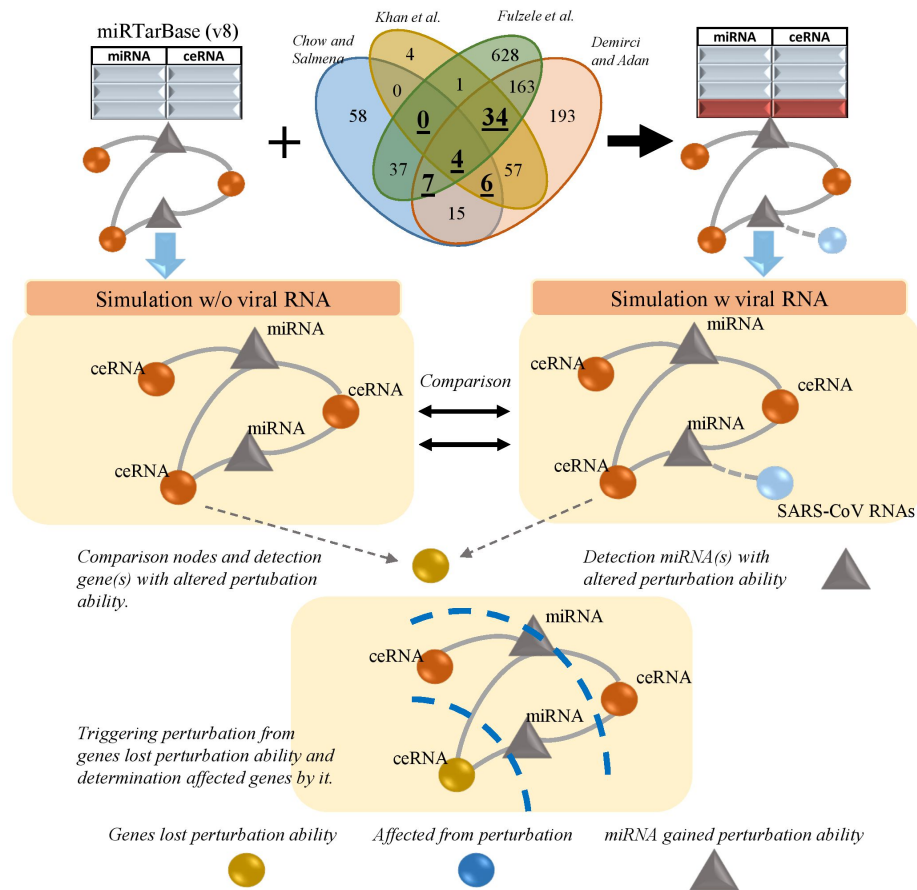 miRTarBase (v8)
miRNA ceRNA
Chow and
Salmena
Khan et al.
Fulzele et al.
Demirci
and Adan
miRNA ceRNA
4
628
0
1
163
58
0
34
193
37
4
57
7
6
15
Simulation w/o viral RNA
Simulation w viral RNA
miRNA
ceRNA
ceRNA
miRNA
ceRNA
Comparison
miRNA
ceRNA
ceRNA
miRNA
ceRNA
SARS-CoV RNAs
Comparison nodes and detection
gene(s) with altered pertubation
ability.
Detection miRNA(s) with
altered perturbation ability
miRNA
ceRNA
ceRNA
miRNA
ceRNA
Triggering perturbation from
genes lost perturbation ability and
determination affected genes by it.
Genes lost perturbation ability
Affected from perturbation
miRNA gained perturbation ability